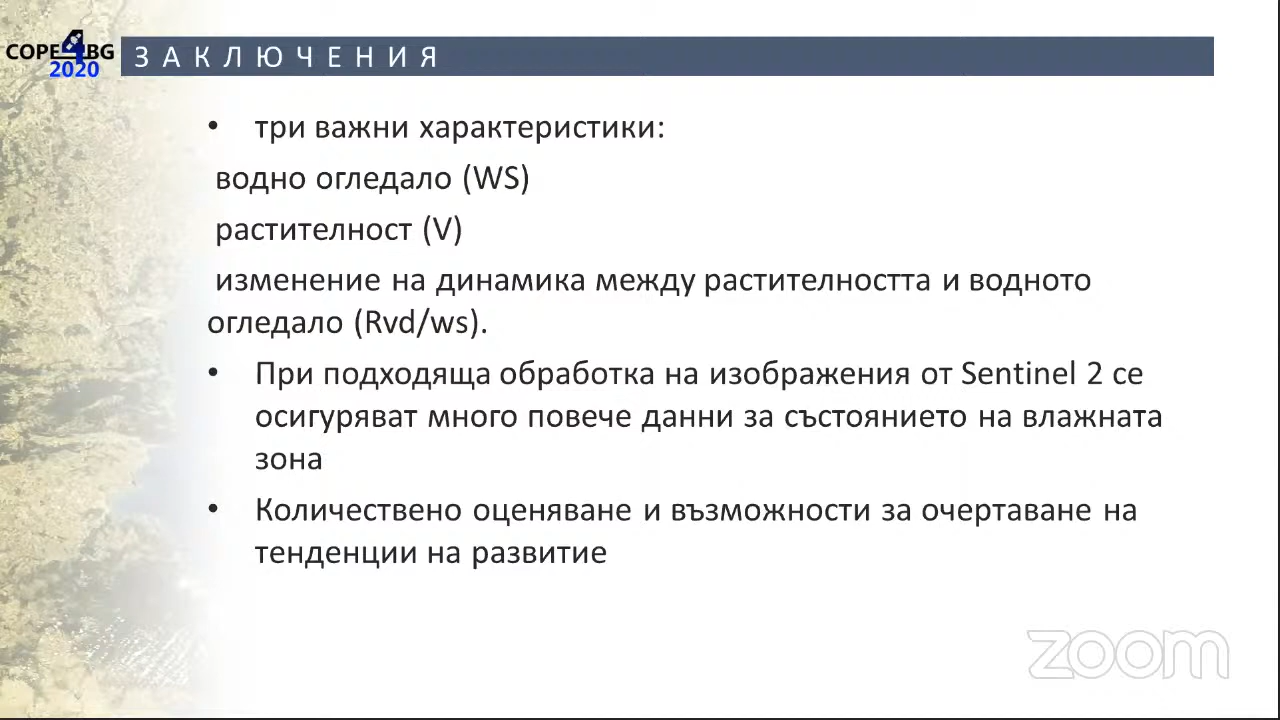 COPE4BG
2020
ЗАКЛЮЧЕНИЯ
• три важни характеристики:
водно огледало (WS)
растителност (V)
изменение на динамика между растителността и водното
огледало (Rvd/ws).
• При подходяща обработка на изображения от Sentinel 2 се
осигуряват много повече данни за състоянието на влажната
зона
• Количествено оценяване и възможности за очертаване на
тенденции на развитие
zoom